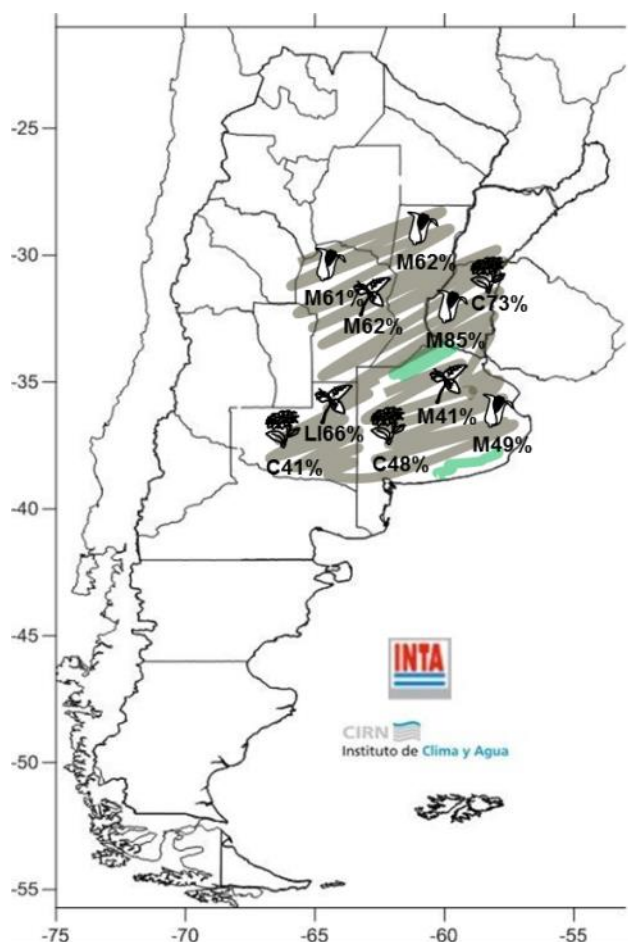 -25
-30
M62%
M61%
C73%
M62%
M85%
-35
M41%
LI66%
M49%
C41%
C48%
-40
-45
INTA
CIRN
Instituto de Clima y Agua
-50
-55
-75 -70 -65 -60 -55